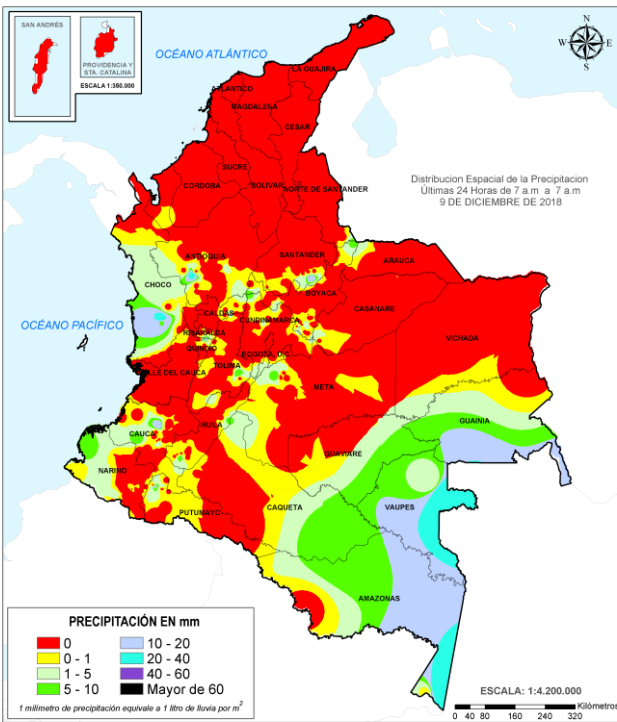 SAN ANDRÉS
PROVIDENCIA Y
STA. CATALINA
ESCALA 1:350.000
OCÉANO ATLÁNTICO
N
W E
S
LA GUAJIRA
ATLANTICO
MAGDALENA
CESAR
Distribucion Espacial de la Precipitacion
Últimas 24 Horas de 7 a.m a 7 a.m
9 DE DICIEMBRE DE 2018
SUCRE
CORDOBA
BOLIVAR
NORTE DE SANTANDER
ANTIOQUIA
SANTANDER
ARAUCA
CHOCO
BOYACA
CASANARE
OCÉANO PACÍFICO
CALDAS
CUNDINAMARCA
RISARALDA
VICHADA
QUINDIO
BOGOTA, D.C.
TOLIMA
VALLE DEL CAUCA
META
GUAINIA
CAUCA
HUILA
GUAVIARE
NARIÑO
CAQUETA
VAUPES
PUTUMAYO
AMAZONAS
PRECIPITACIÓN EN mm
0
10 - 20
0 - 1
20 - 40
1 - 5
40 - 60
5 - 10
Mayor de 60
1 milimetro de precipitación equivale a 1 litro de lluvia por m²
ESCALA: 1:4.200.000
Kilómetros
0 40 80 160 240 320